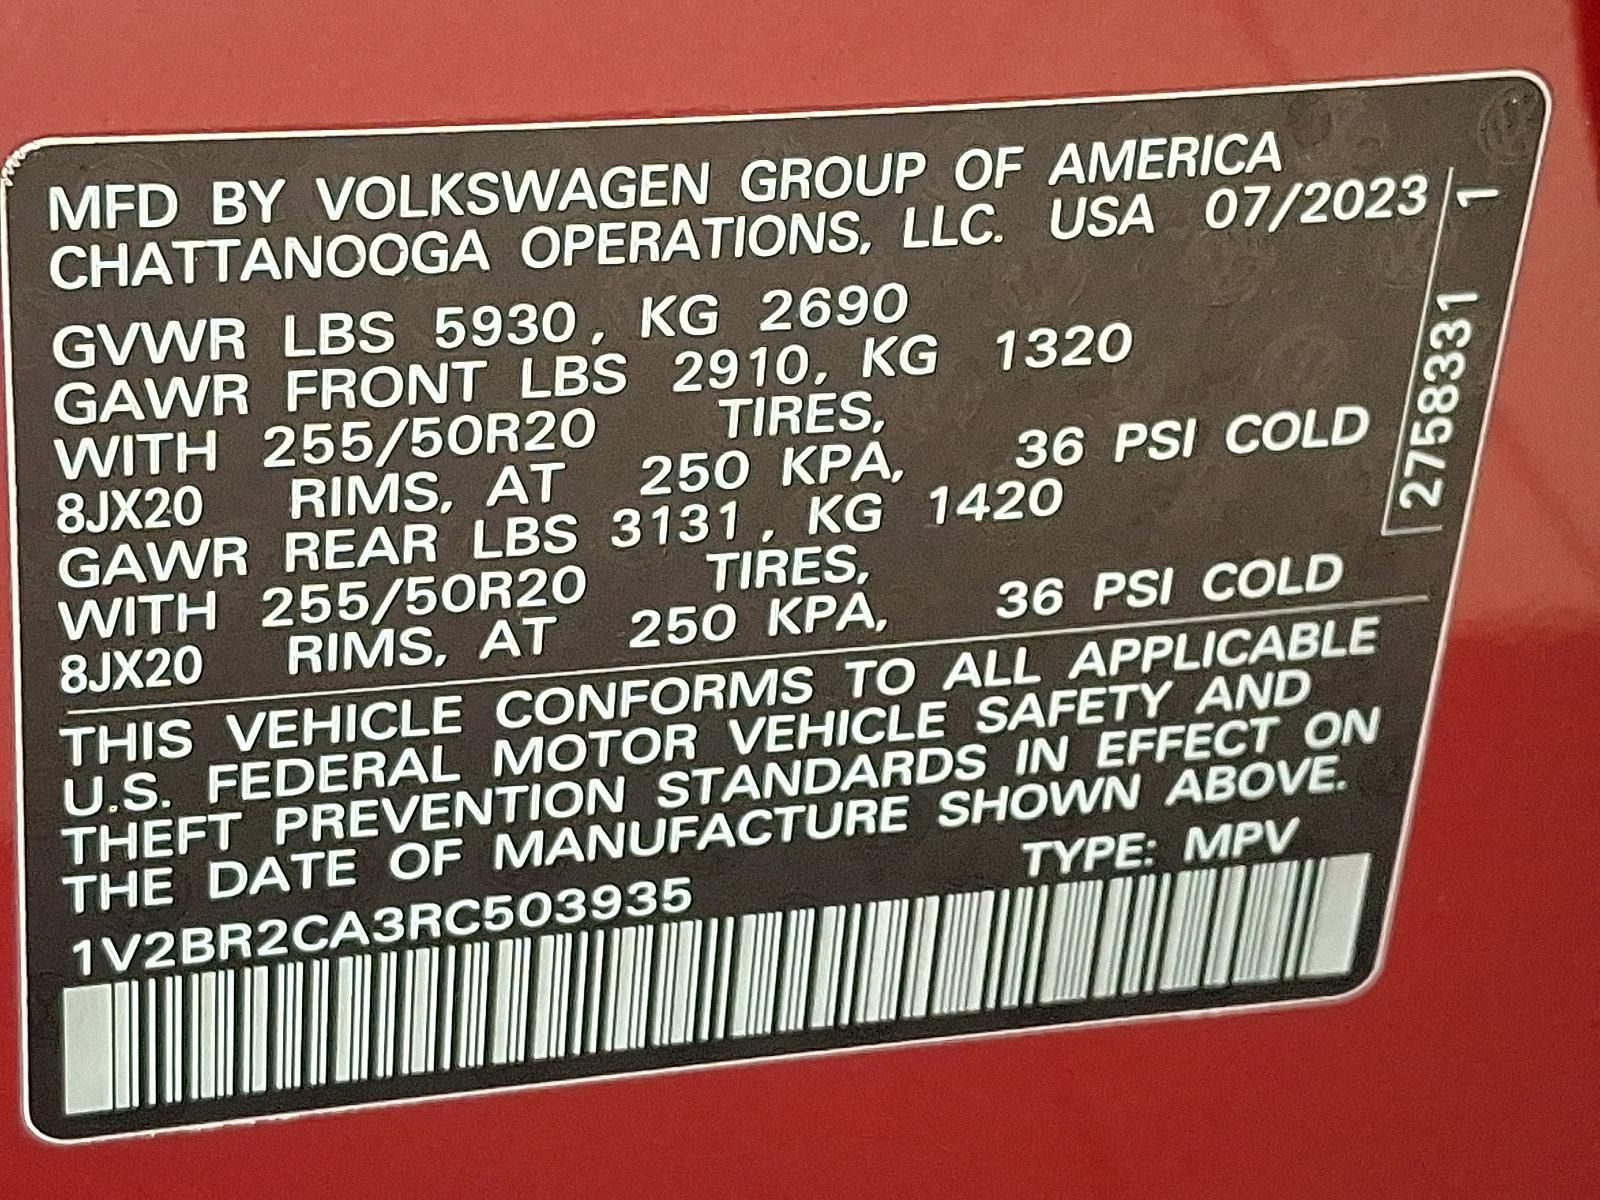 MFD BY VOLKSWAGEN GROUP OF AMERICA
CHATTANOOGA OPERATIONS, LLC. USA 07/2023
GVWR LBS 5930, KG 2690
GAWR FRONT LBS 2910, KG 1320
WITH 255/50R20 TIRES,
8JX20 RIMS, AT 250 KPA, 36 PSI COLD
GAWR REAR LBS 3131, KG 1420
WITH 255/50R20 TIRES,
8JX20 RIMS, AT 250 KPA, 36 PSI COLD
THIS VEHICLE CONFORMS TO ALL APPLICABLE
U.S. FEDERAL MOTOR VEHICLE SAFETY AND
THEFT PREVENTION STANDARDS IN EFFECT ON
THE DATE OF MANUFACTURE SHOWN ABOVE.
1V2BR2CA3RC503935 TYPE: MPV
2758331 1